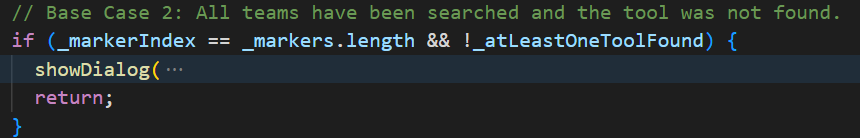 // Base Case 2: All teams have been searched and the tool was not found.
if (_markerIndex == _markers.length && !_atLeastOneToolFound) {
showDialog( ⋯
return;
}